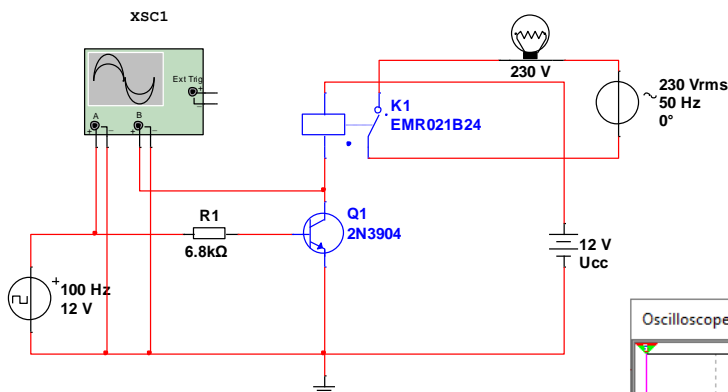 XSC1
Ext Trig
+
_
A
B
+
_
+
_
230 V
K1
EMR021B24
230 Vrms
50 Hz
0°
R1
6.8kΩ
Q1
2N3904
+
100 Hz
12 V
12 V
Ucc
Oscilloscope